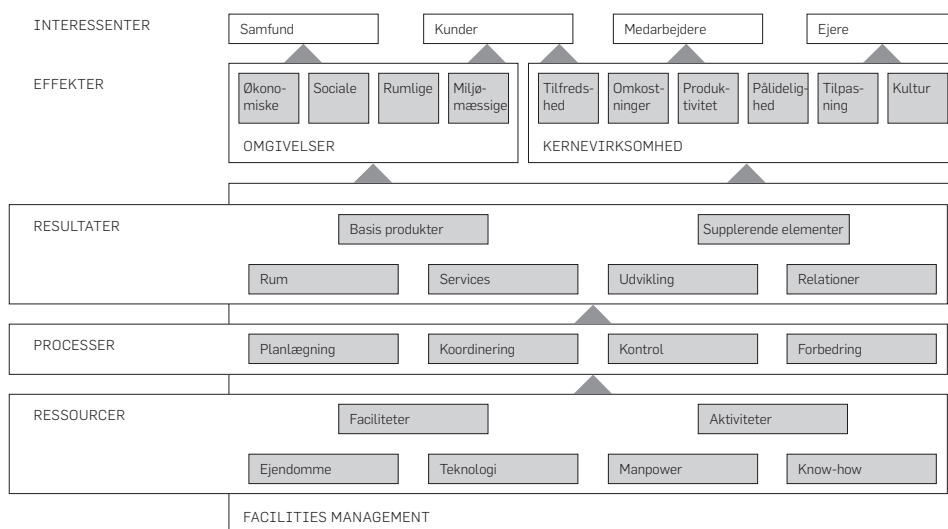 INTERESSENTER
Samfund
Kunder
Medarbejdere
Ejere
EFFEKTER
Økono-
miske
Sociale
Rumlige
Miljø-
mæssige
Tilfreds-
hed
Omkost-
ninger
Produk-
tivitet
Pålidelig-
hed
Tilpas-
ning
Kultur
OMGIVELSER
KERNEVIRKSOMHED
RESULTATER
Basis produkter
Supplerende elementer
Rum
Services
Udvikling
Relationer
PROCESSER
Planlægning
Koordinering
Kontrol
Forbedring
RESSOURCER
Faciliteter
Aktiviteter
Ejendomme
Teknologi
Manpower
Know-how
FACILITIES MANAGEMENT